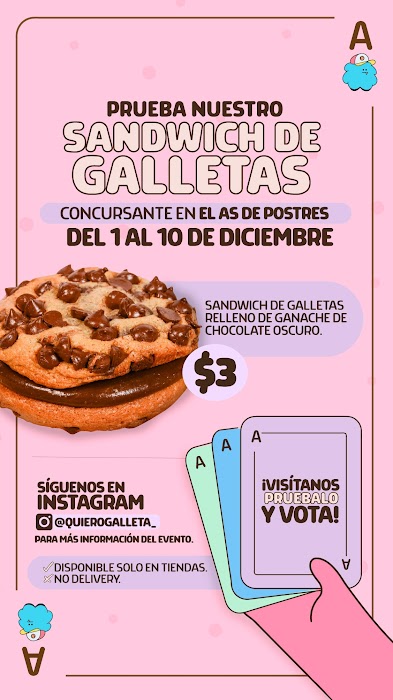 A
PRUEBA NUESTRO
SANDWICH DE
GALLETAS
CONCURSANTE EN EL AS DE POSTRES
DEL 1 AL 10 DE DICIEMBRE
SANDWICH DE GALLETAS
RELLENO DE GANACHE DE
CHOCOLATE OSCURO.
$3
A
A
A
¡VISÍTANOS
PRUEBALO
Y VOTA!
A
SÍGUENOS EN
INSTAGRAM
@QUIEROGALLETA_
PARA MÁS INFORMACIÓN DEL EVENTO.
DISPONIBLE SOLO EN TIENDAS.
NO DELIVERY.
A